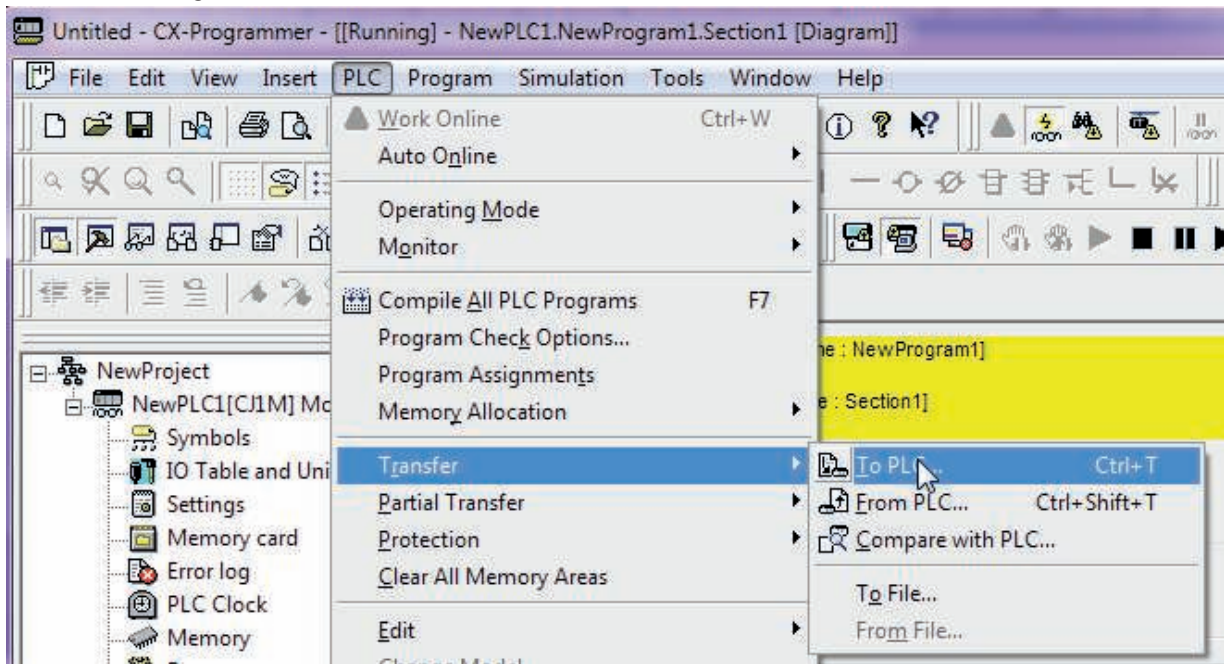 Untitled - CX-Programmer - [[Running] - NewPLC1.NewProgram1.Section1 [Diagram]]
File Edit View Insert PLC Program Simulation Tools Window Help
Work Online Ctrl+W
Auto Online
Operating Mode
Monitor
Compile All PLC Programs F7
Program Check Options...
Program Assignments
Memory Allocation
Transfer
Partial Transfer
Protection
Clear All Memory Areas
Edit
To PLC... Ctrl+T
From PLC... Ctrl+Shift+T
Compare with PLC...
To File...
From File...
: NewProgram1]
: Section1]
NewProject
NewPLC1[CJ1M]
Symbols
IO Table and Uni
Settings
Memory card
Error log
PLC Clock
Memory